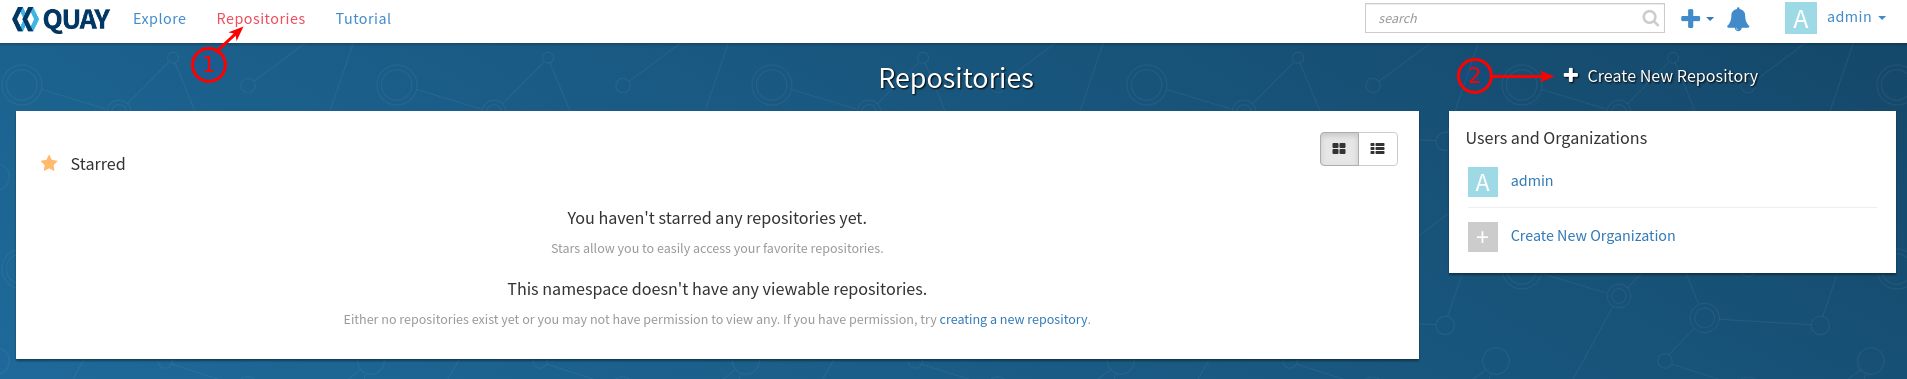 QUAY Explore Repositories Tutorial search A admin
1
Repositories
2 Create New Repository
Starred
You haven't starred any repositories yet.
Stars allow you to easily access your favorite repositories.
This namespace doesn't have any viewable repositories.
Either no repositories exist yet or you may not have permission to view any. If you have permission, try creating a new repository.
Users and Organizations
A admin
+ Create New Organization